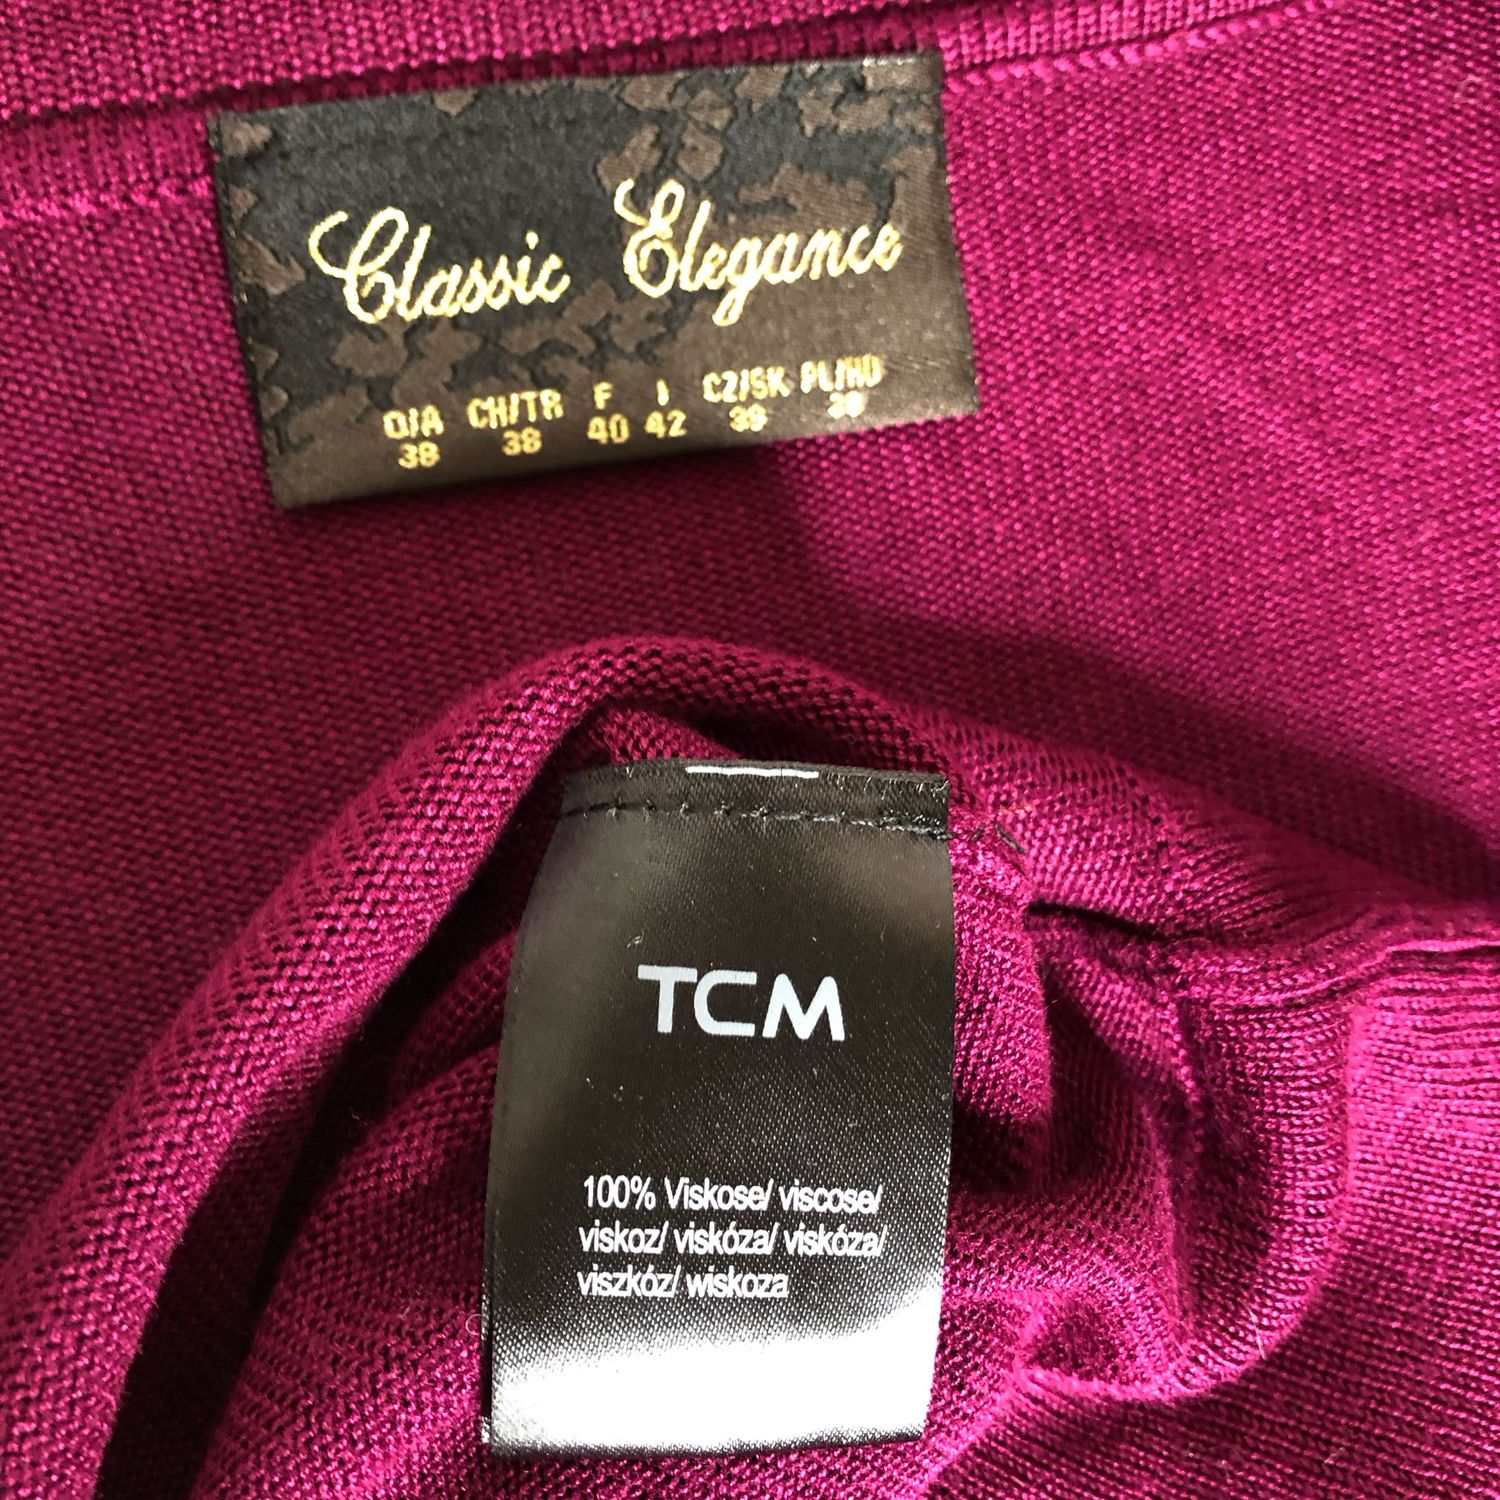 Classic Elegance
D/A CH/TR F I CZ/SK PL/HU
38 38 40 42 38 38
TCM
100% Viskose/ viscose/
viskoz/ viskóza/ viskóza/
viszkóz/ wiskoza